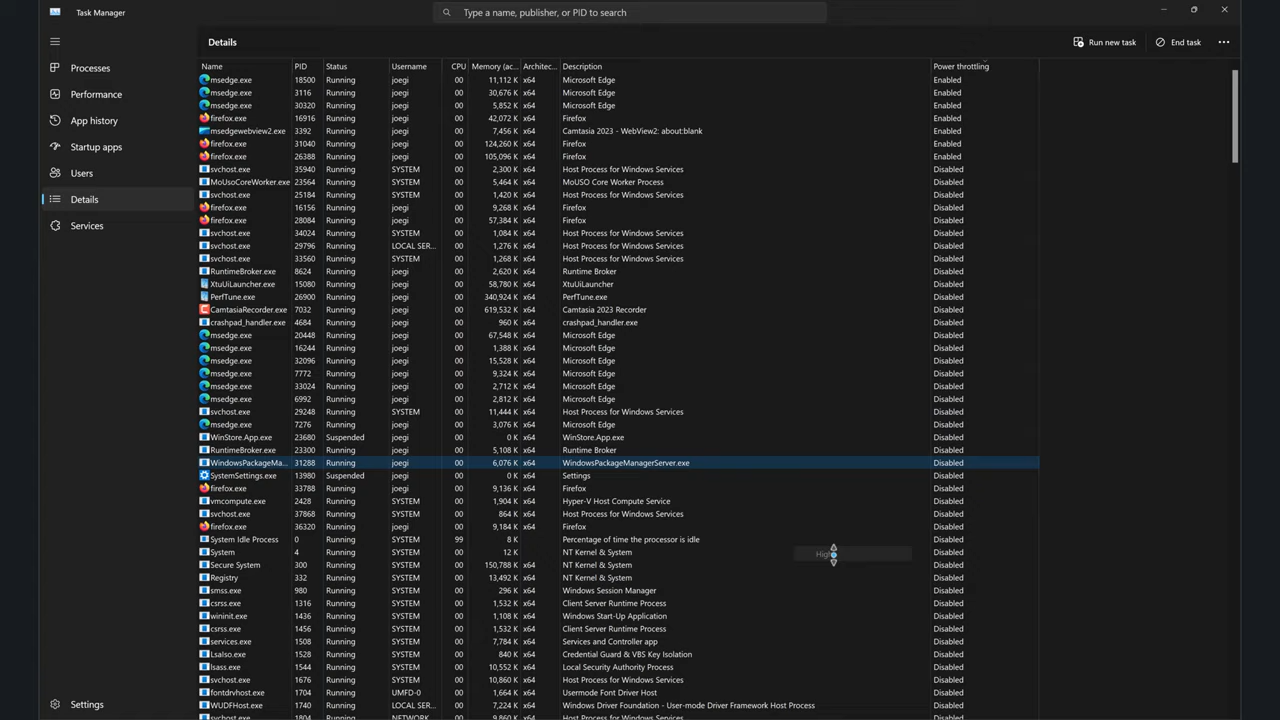 Task Manager
Type a name, publisher, or PID to search
Details
Run new task
End task
Processes
Performance
App history
Startup apps
Users
Details
Services
Settings
Name PID Status Username CPU Memory (ac... Architec... Description Power throttling
msedge.exe 18500 Running joegi 00 11,112 K x64 Microsoft Edge Enabled
msedge.exe 3116 Running joegi 00 30,676 K x64 Microsoft Edge Enabled
msedge.exe 30320 Running joegi 00 5,852 K x64 Microsoft Edge Enabled
firefox.exe 16916 Running joegi 00 42,072 K x64 Firefox Enabled
msedgewebview2.exe 3392 Running joegi 00 7,456 K x64 Camtasia 2023 - WebView2: about:blank Enabled
firefox.exe 31040 Running joegi 00 124,260 K x64 Firefox Enabled
firefox.exe 26388 Running joegi 00 105,096 K x64 Firefox Enabled
svchost.exe 35940 Running SYSTEM 00 2,300 K x64 Host Process for Windows Services Disabled
MoUsoCoreWorker.exe 23564 Running SYSTEM 00 5,464 K x64 MoUSO Core Worker Process Disabled
svchost.exe 25184 Running SYSTEM 00 1,420 K x64 Host Process for Windows Services Disabled
firefox.exe 16156 Running joegi 00 9,268 K x64 Firefox Disabled
firefox.exe 28084 Running joegi 00 57,384 K x64 Firefox Disabled
svchost.exe 34024 Running SYSTEM 00 1,084 K x64 Host Process for Windows Services Disabled
svchost.exe 29796 Running LOCAL SER... 00 1,276 K x64 Host Process for Windows Services Disabled
svchost.exe 33560 Running SYSTEM 00 1,268 K x64 Host Process for Windows Services Disabled
RuntimeBroker.exe 8624 Running joegi 00 2,620 K x64 Runtime Broker Disabled
XtuUiLauncher.exe 15080 Running joegi 00 58,780 K x64 XtuUiLauncher Disabled
PerfTune.exe 26900 Running joegi 00 340,924 K x64 PerfTune.exe Disabled
CamtasiaRecorder.exe 7032 Running joegi 00 619,532 K x64 Camtasia 2023 Recorder Disabled
crashpad_handler.exe 4684 Running joegi 00 960 K x64 crashpad_handler.exe Disabled
msedge.exe 20448 Running joegi 00 67,548 K x64 Microsoft Edge Disabled
msedge.exe 16244 Running joegi 00 1,388 K x64 Microsoft Edge Disabled
msedge.exe 32096 Running joegi 00 15,528 K x64 Microsoft Edge Disabled
msedge.exe 7772 Running joegi 00 9,324 K x64 Microsoft Edge Disabled
msedge.exe 33024 Running joegi 00 2,712 K x64 Microsoft Edge Disabled
msedge.exe 6992 Running joegi 00 2,812 K x64 Microsoft Edge Disabled
svchost.exe 29248 Running SYSTEM 00 11,444 K x64 Host Process for Windows Services Disabled
msedge.exe 7276 Running joegi 00 3,076 K x64 Microsoft Edge Disabled
WinStore.App.exe 23680 Suspended joegi 00 0 K x64 WinStore.App.exe Disabled
RuntimeBroker.exe 23300 Running joegi 00 5,108 K x64 Runtime Broker Disabled
WindowsPackageMa... 31288 Running joegi 00 6,076 K x64 WindowsPackageManagerServer.exe Disabled
SystemSettings.exe 13980 Suspended joegi 00 0 K x64 Settings Disabled
firefox.exe 33788 Running joegi 00 9,136 K x64 Firefox Disabled
vmcompute.exe 2428 Running SYSTEM 00 1,904 K x64 Hyper-V Host Compute Service Disabled
svchost.exe 37868 Running SYSTEM 00 864 K x64 Host Process for Windows Services Disabled
firefox.exe 36320 Running joegi 00 9,184 K x64 Firefox Disabled
System Idle Process 0 Running SYSTEM 99 8 K Percentage of time the processor is idle Disabled
System 4 Running SYSTEM 00 12 K NT Kernel & System Disabled
Secure System 300 Running SYSTEM 00 150,788 K x64 NT Kernel & System Disabled
Registry 332 Running SYSTEM 00 13,492 K x64 NT Kernel & System Disabled
smss.exe 980 Running SYSTEM 00 296 K x64 Windows Session Manager Disabled
csrss.exe 1316 Running SYSTEM 00 1,532 K x64 Client Server Runtime Process Disabled
wininit.exe 1436 Running SYSTEM 00 1,108 K x64 Windows Start-Up Application Disabled
csrss.exe 1456 Running SYSTEM 00 1,532 K x64 Client Server Runtime Process Disabled
services.exe 1508 Running SYSTEM 00 7,784 K x64 Services and Controller app Disabled
LsaIso.exe 1528 Running SYSTEM 00 840 K x64 Credential Guard & VBS Key Isolation Disabled
lsass.exe 1544 Running SYSTEM 00 10,552 K x64 Local Security Authority Process Disabled
svchost.exe 1676 Running SYSTEM 00 10,860 K x64 Host Process for Windows Services Disabled
fontdrvhost.exe 1704 Running UMFD-0 00 1,664 K x64 Usermode Font Driver Host Disabled
WUDFHost.exe 1740 Running LOCAL SER... 00 7,224 K x64 Windows Driver Foundation - User-mode Driver Framework Host Process Disabled
svchost.exe 1804 Running NETWORK... 00 9,860 K x64 Host Process for Windows Services Disabled